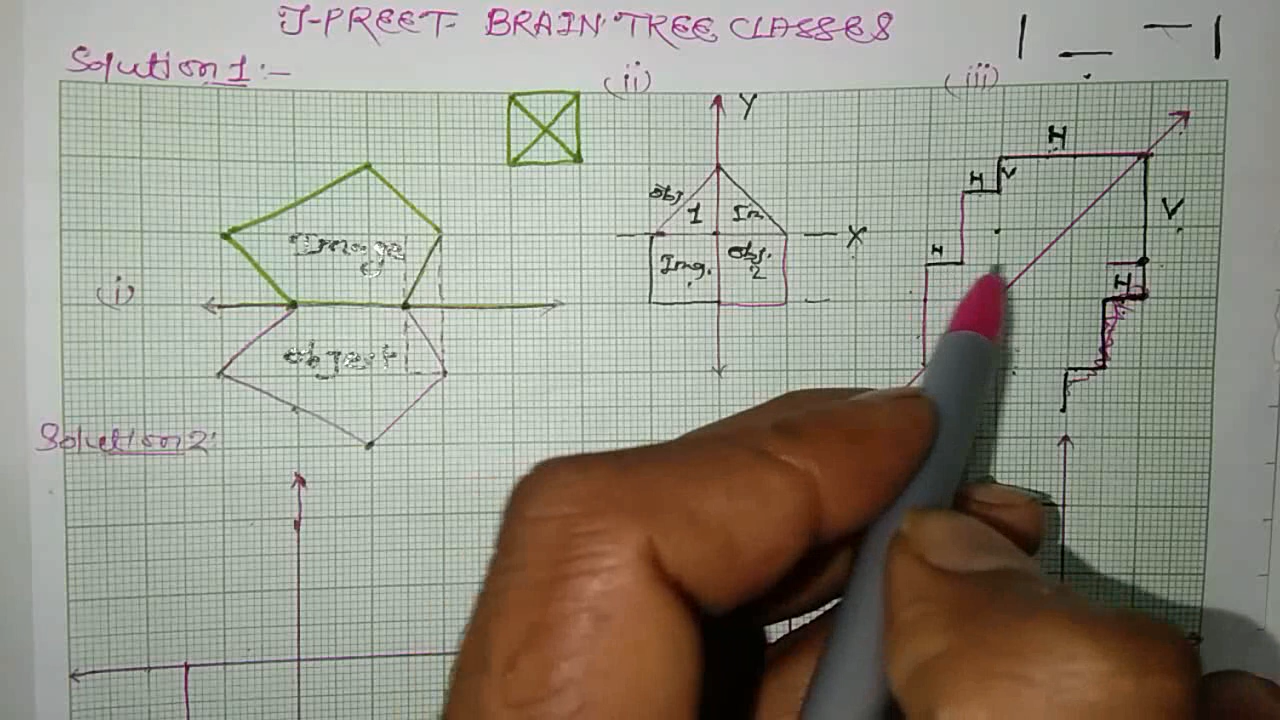 J-PREET BRAIN TREE CLASSES
Solution 1:-
(i)
Image
object
(ii)
Y
X
obj
1
Im
Img.
obj.
2
(iii)
H
V
H
V
H
H
Solution 2: